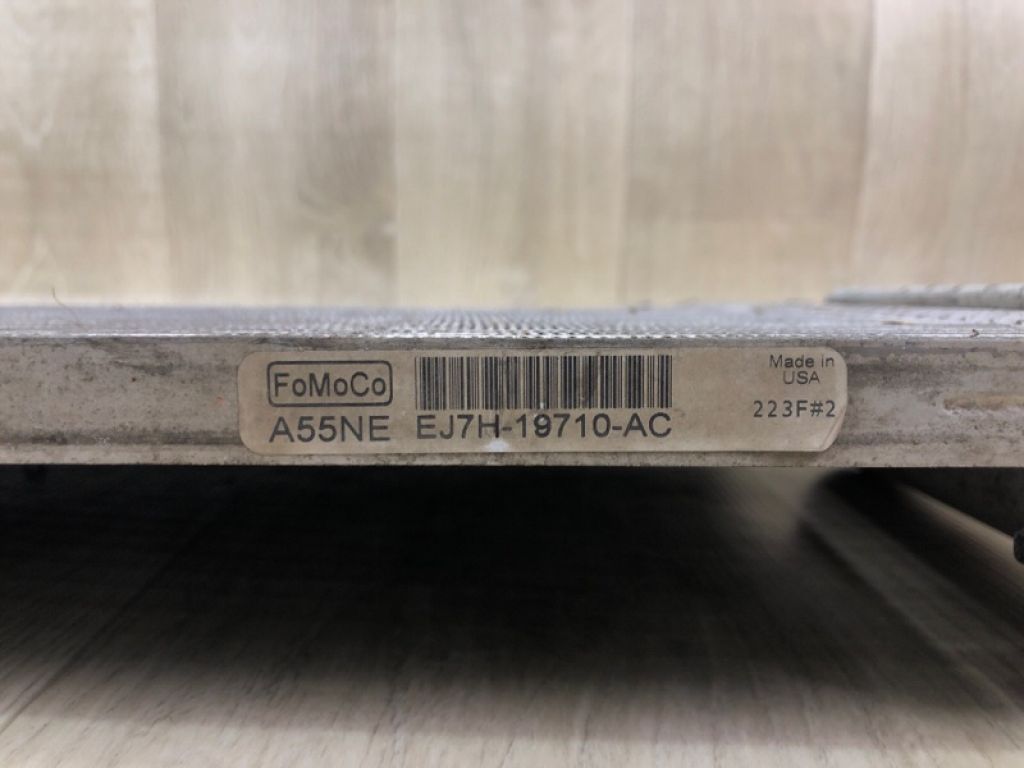 FoMoCo
A55NE EJ7H-19710-AC
Made in
USA
223F#2